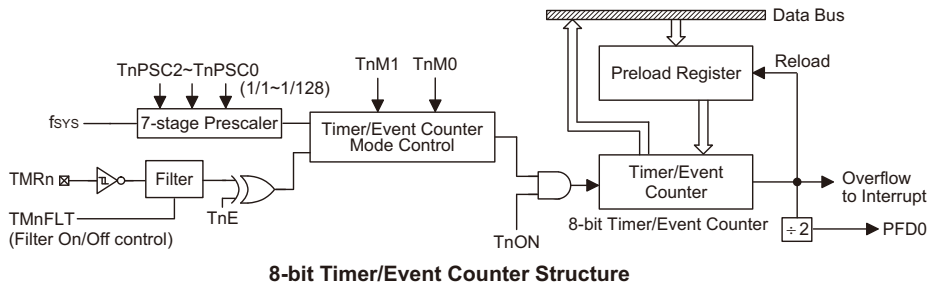 Data Bus
TnPSC2~TnPSC0
(1/1~1/128)
TnM1
TnM0
Preload Register
Reload
fSYS
7-stage Prescaler
Timer/Event Counter
Mode Control
TMRn
Filter
TnE
TMnFLT
(Filter On/Off control)
TnON
Timer/Event
Counter
8-bit Timer/Event Counter
Overflow
to Interrupt
÷2
PFD0
8-bit Timer/Event Counter Structure